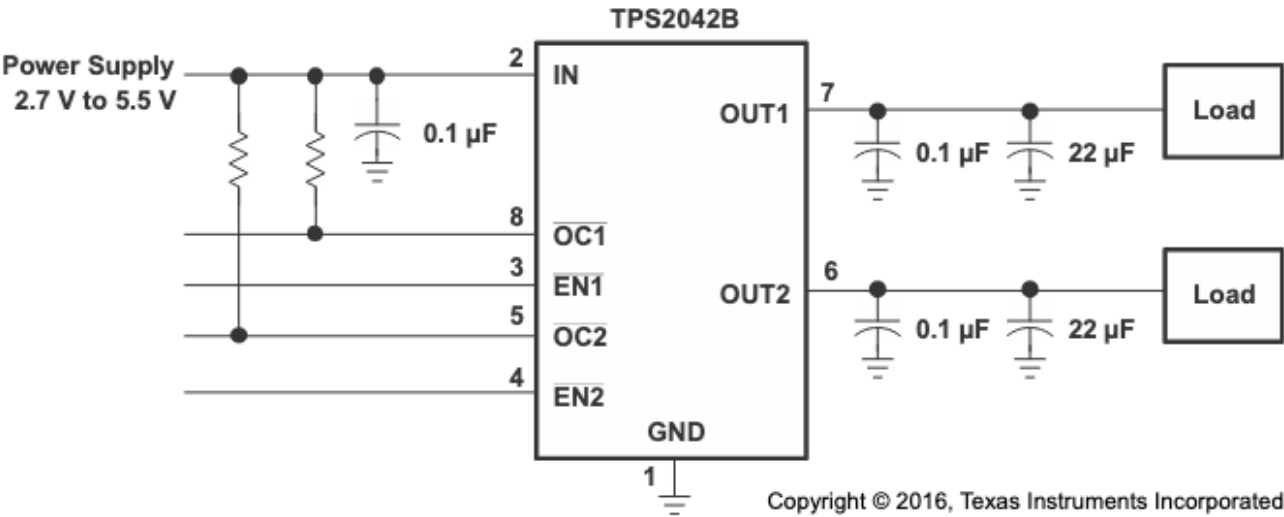 TPS2042B
Power Supply
2.7 V to 5.5 V
2
IN
0.1 µF
8
OC1
3
EN1
5
OC2
4
EN2
GND
1
OUT1
7
0.1 µF
22 µF
Load
OUT2
6
0.1 µF
22 µF
Load
Copyright © 2016, Texas Instruments Incorporated